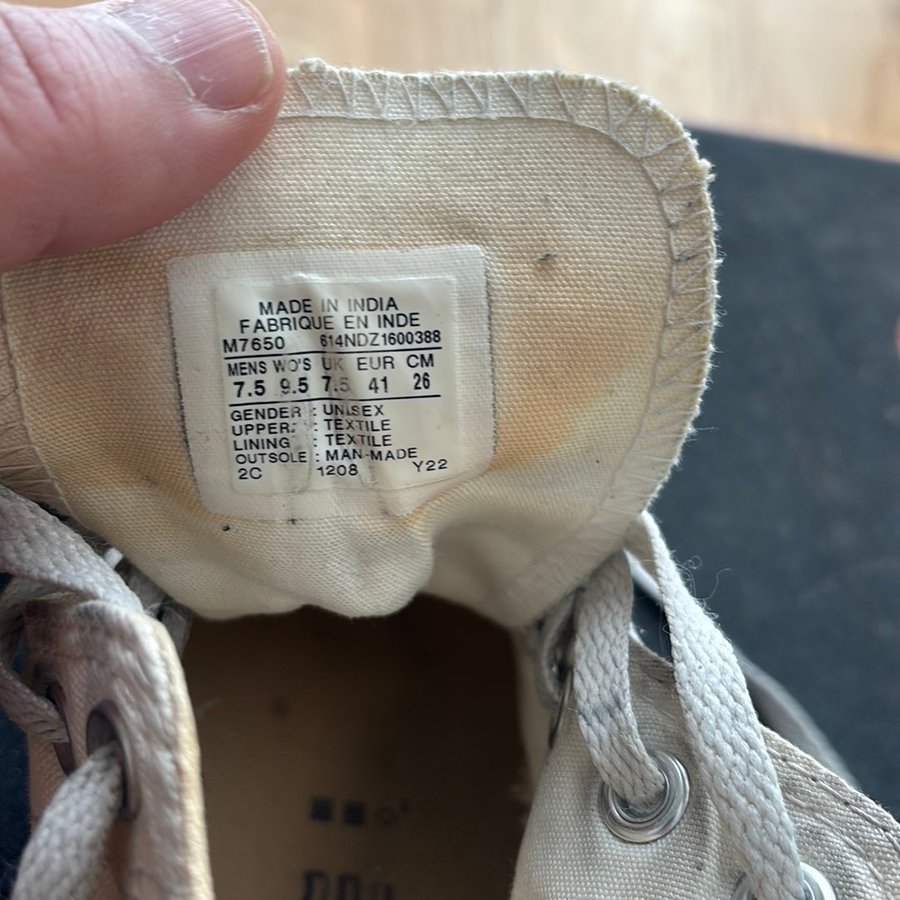 MADE IN INDIA
FABRIQUE EN INDE
M7650 614NDZ1600388
MENS WO'S UK EUR CM
7.5 9.5 7.5 41 26
GENDER : UNISEX
UPPER : TEXTILE
LINING : TEXTILE
OUTSOLE : MAN-MADE
2C 1208 Y22